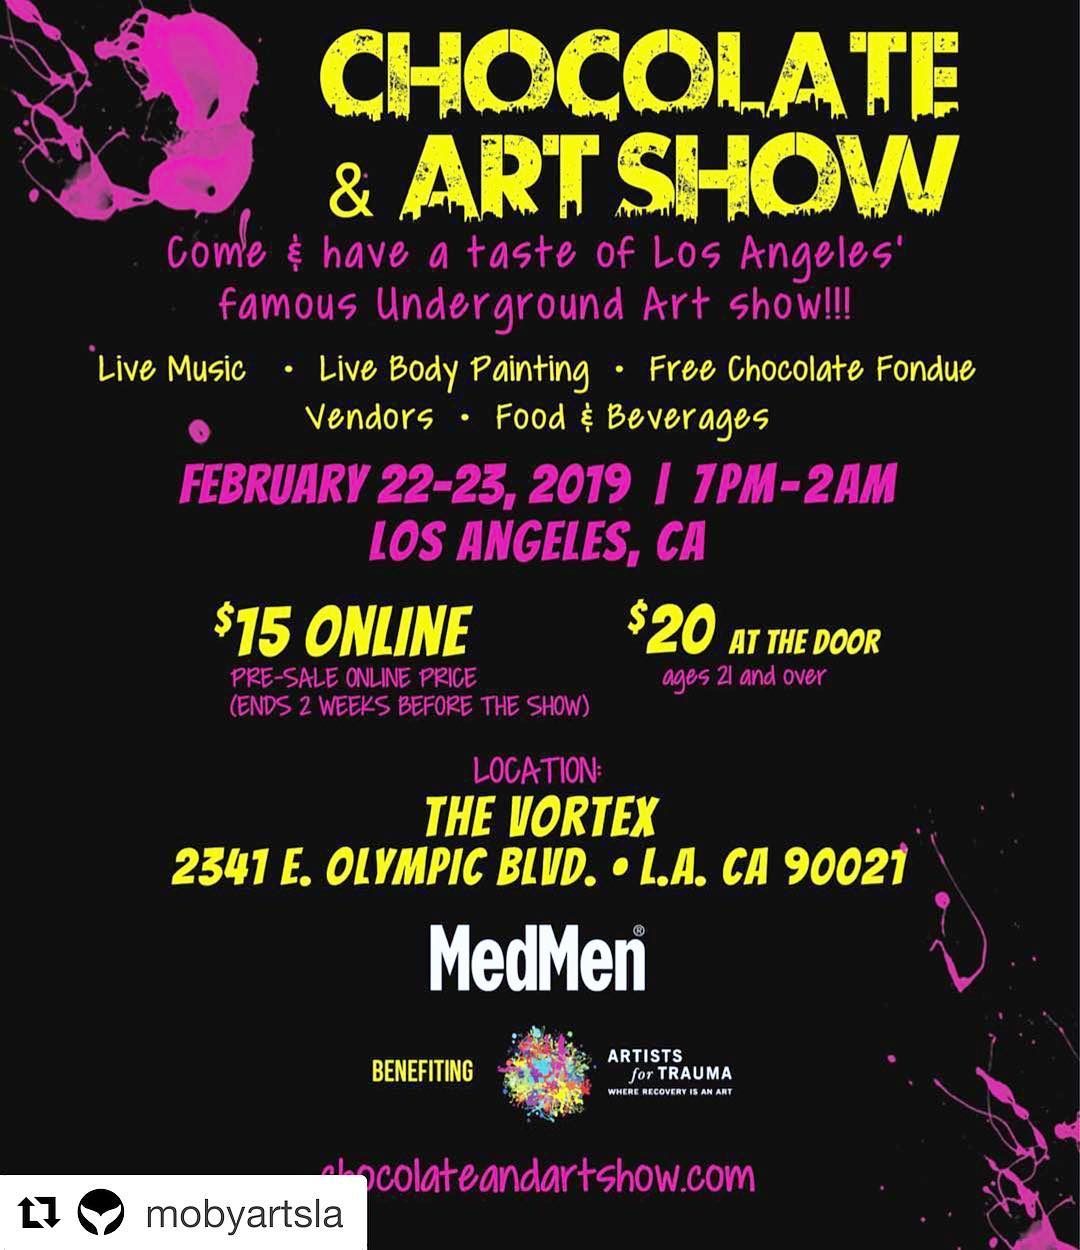 CHOCOLATE
& ART SHOW
Come & have a taste of Los Angeles'
famous Underground Art show!!!
Live Music • Live Body Painting • Free Chocolate Fondue
Vendors • Food & Beverages
FEBRUARY 22-23, 2019 | 7PM-2AM
LOS ANGELES, CA
$15 ONLINE
PRE-SALE ONLINE PRICE
(ENDS 2 WEEKS BEFORE THE SHOW)
$20 AT THE DOOR
ages 21 and over
LOCATION:
THE VORTEX
2341 E. OLYMPIC BLVD. • L.A. CA 90021
MedMen®
BENEFITING
ARTISTS
for TRAUMA
WHERE RECOVERY IS AN ART
chocolateandartshow.com
mobyartsla